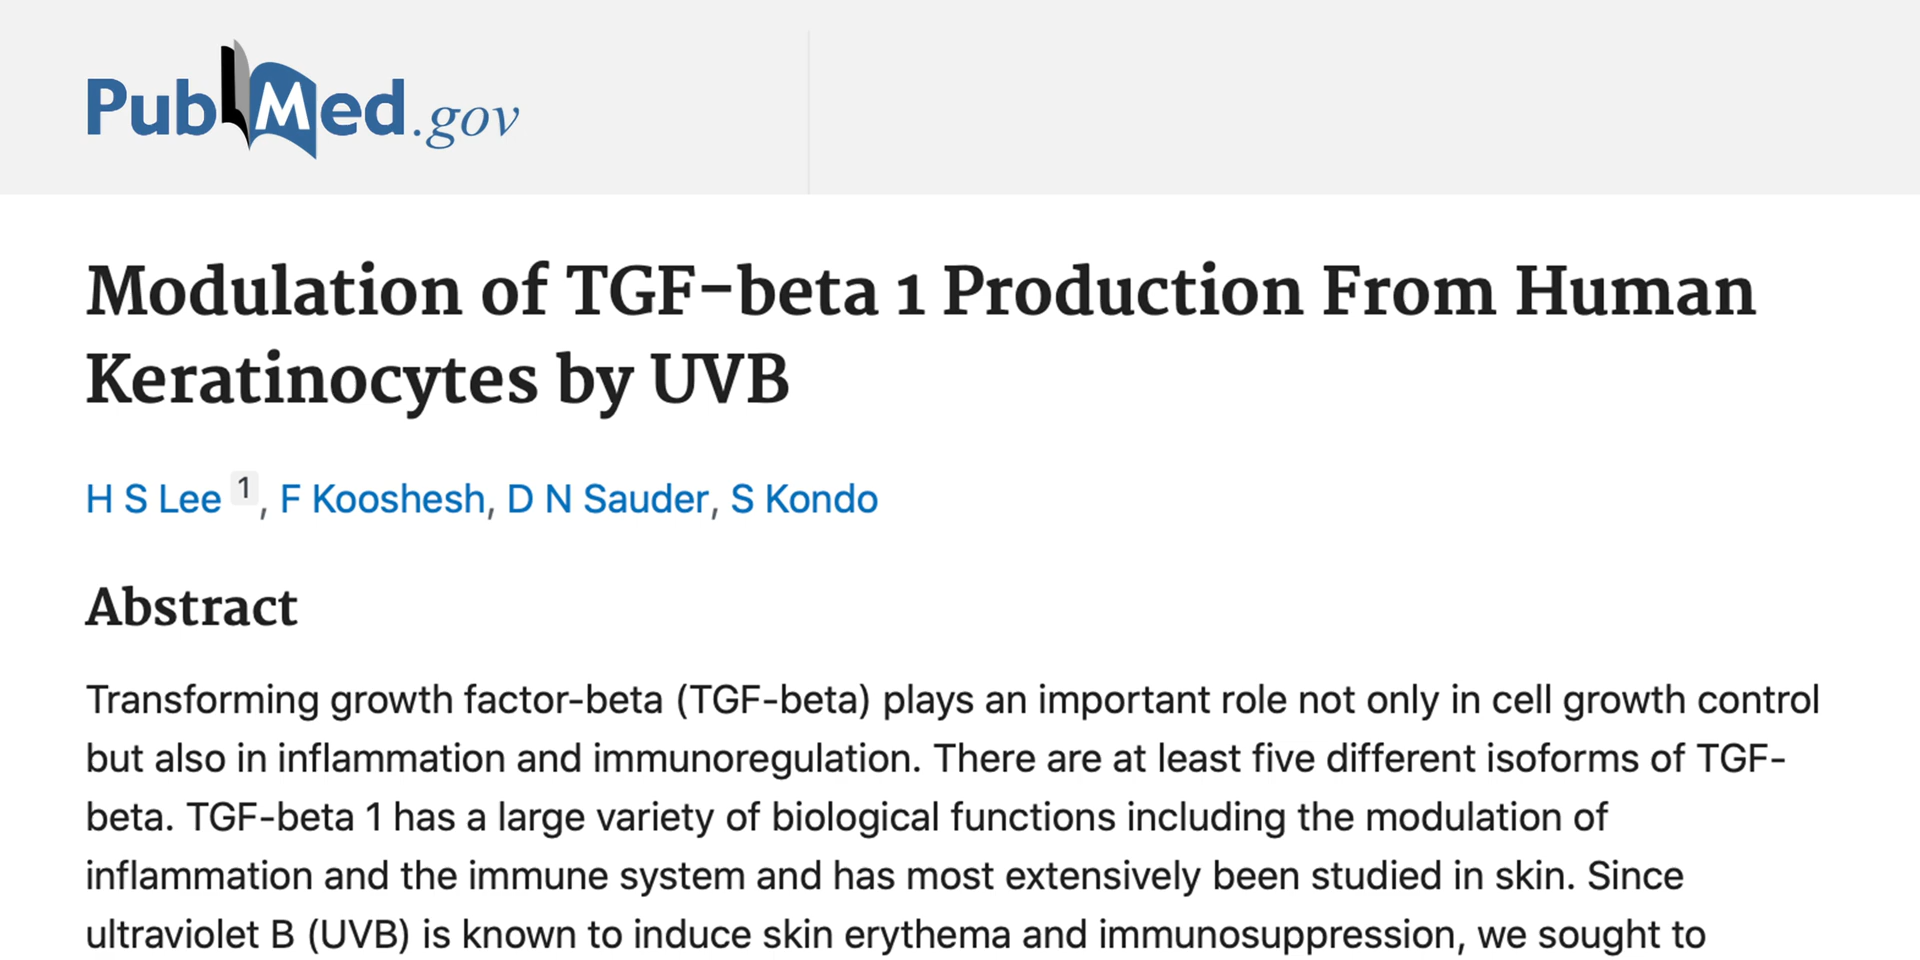 PubMed.gov
Modulation of TGF-beta 1 Production From Human
Keratinocytes by UVB
H S Lee 1, F Kooshesh, D N Sauder, S Kondo
Abstract
Transforming growth factor-beta (TGF-beta) plays an important role not only in cell growth control
but also in inflammation and immunoregulation. There are at least five different isoforms of TGF-
beta. TGF-beta 1 has a large variety of biological functions including the modulation of
inflammation and the immune system and has most extensively been studied in skin. Since
ultraviolet B (UVB) is known to induce skin erythema and immunosuppression, we sought to